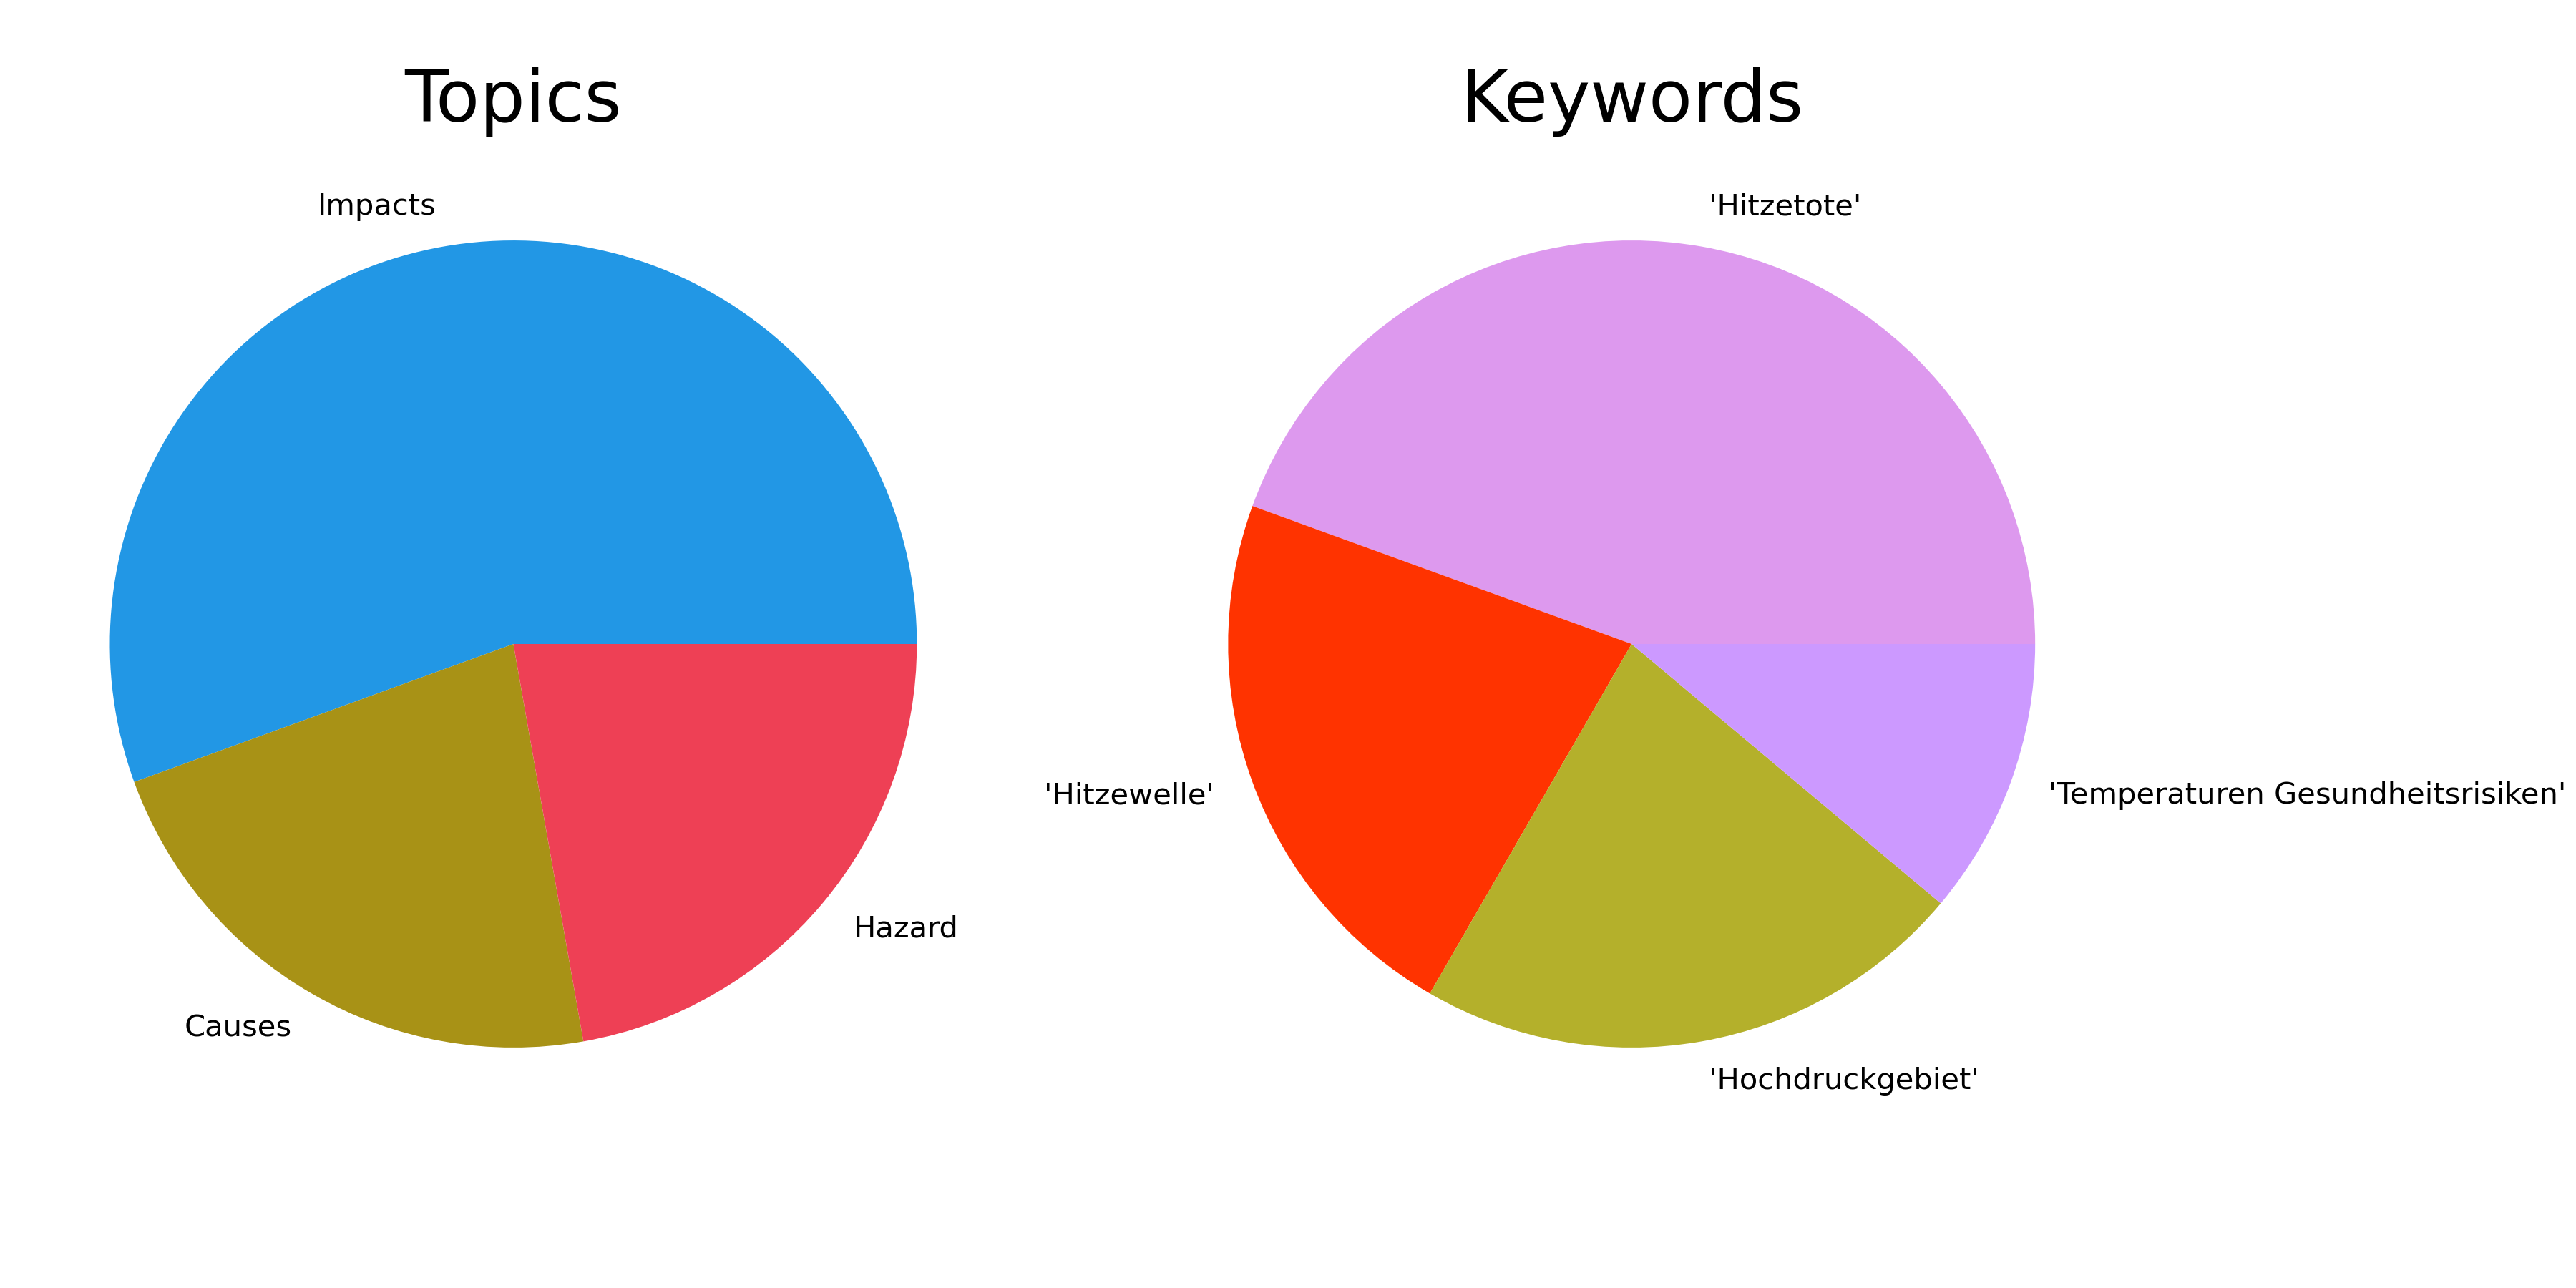 Topics
Impacts
Hazard
Causes
Keywords
'Hitzetote'
'Hitzewelle'
'Temperaturen Gesundheitsrisiken'
'Hochdruckgebiet'